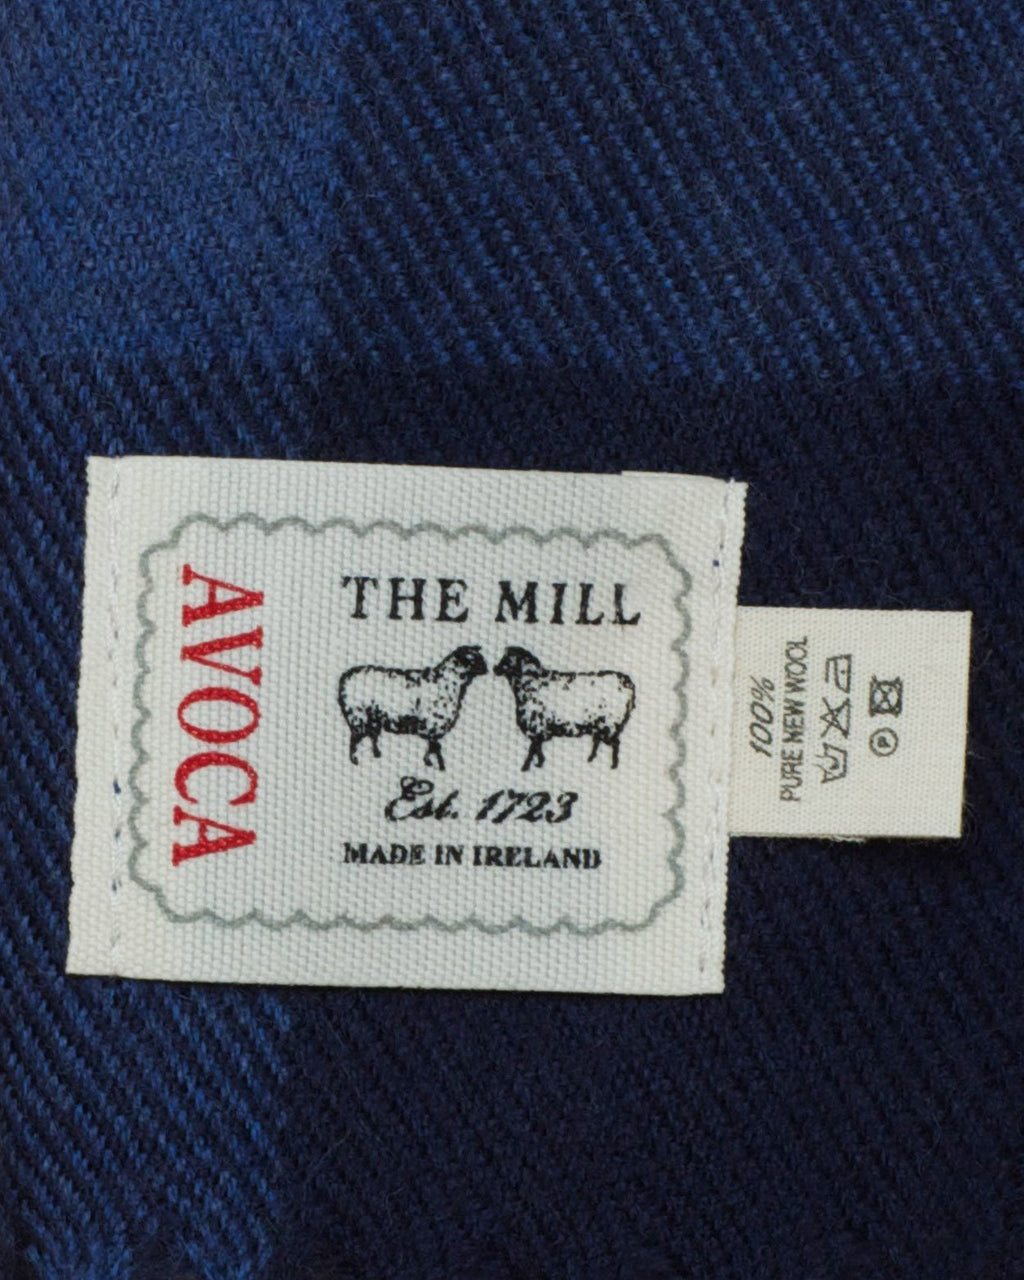 AVOCA
THE MILL
Est. 1723
MADE IN IRELAND
100%
PURE NEW WOOL
P